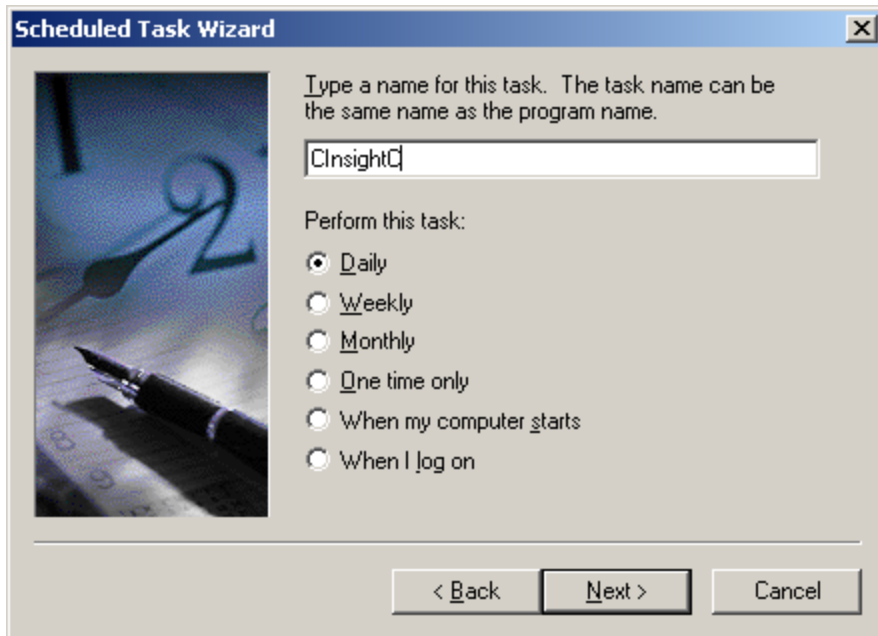 Scheduled Task Wizard
Type a name for this task. The task name can be
the same name as the program name.
CInsightC
Perform this task:
Daily
Weekly
Monthly
One time only
When my computer starts
When I log on
< Back
Next >
Cancel